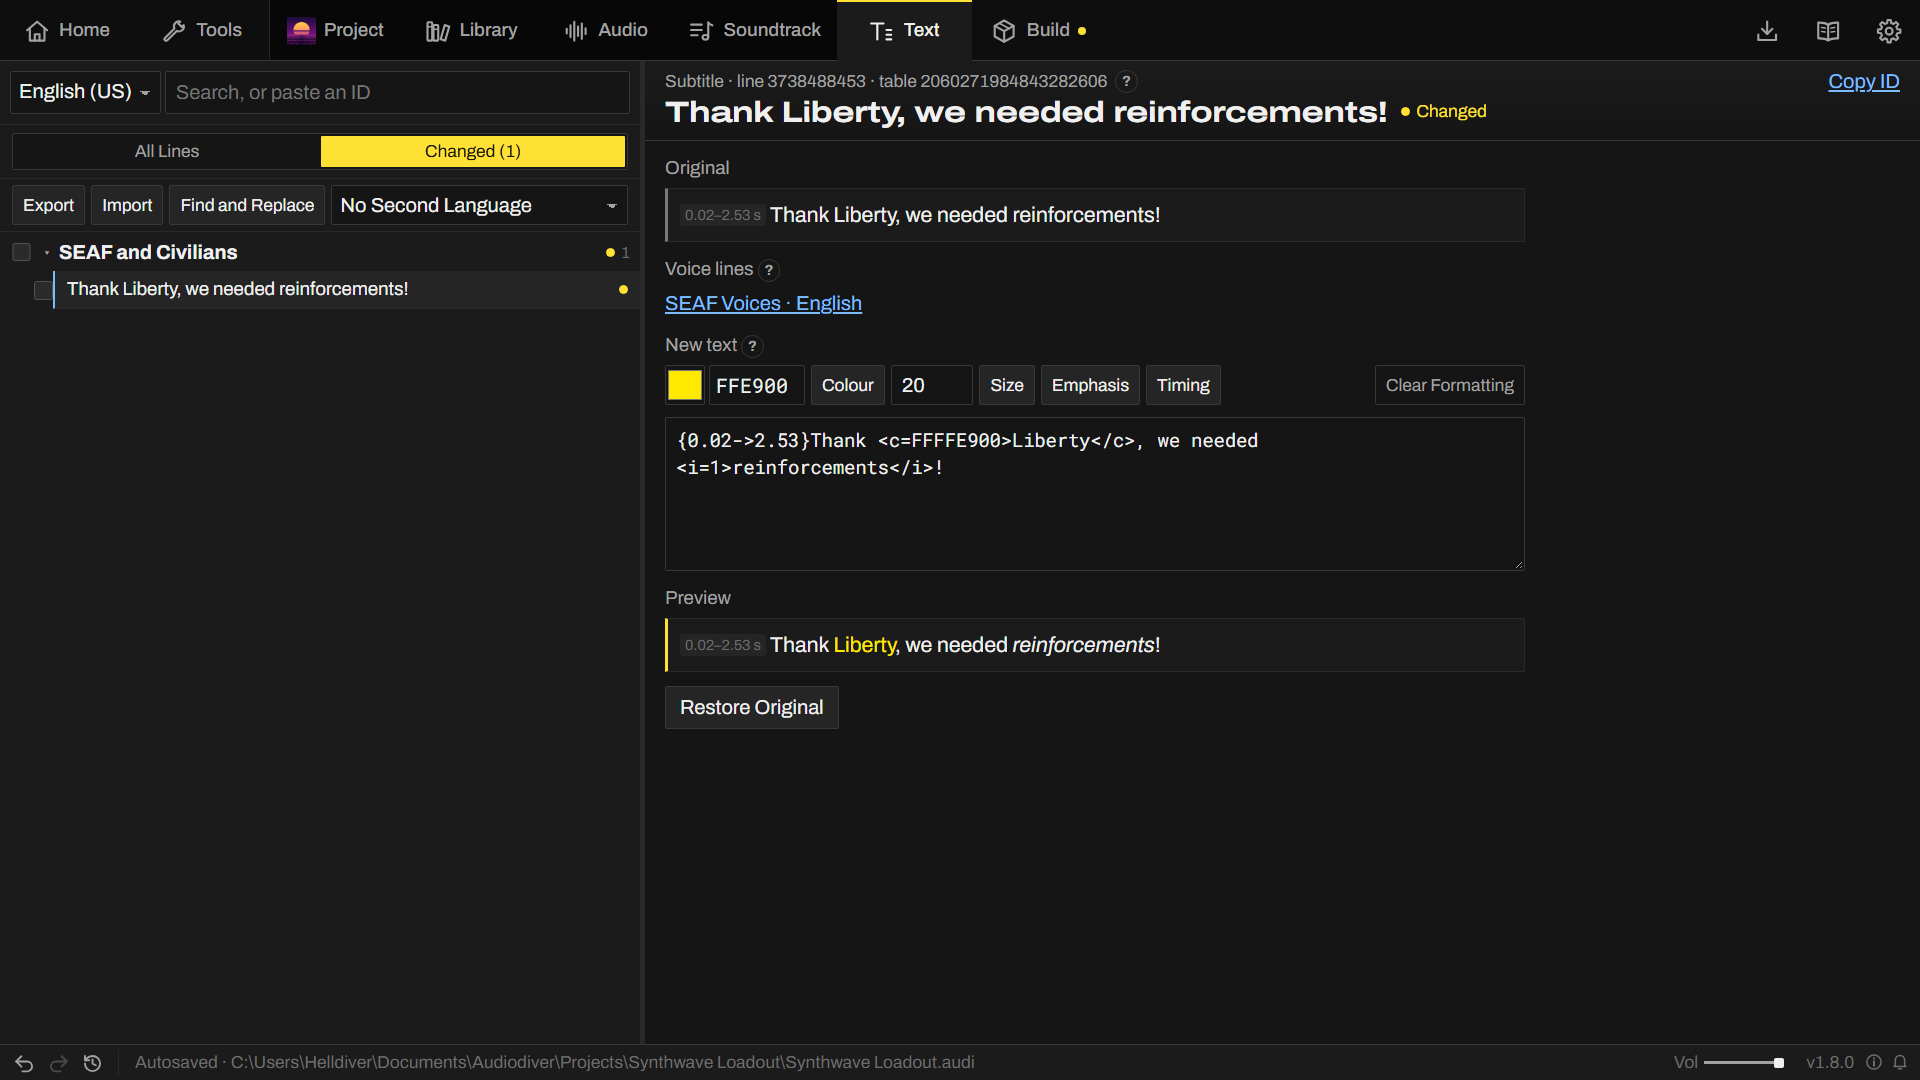 Home
Tools
Project
Library
Audio
Soundtrack
Text
Build
English (US)
Search, or paste an ID
All Lines
Changed (1)
Export
Import
Find and Replace
No Second Language
SEAF and Civilians
1
Thank Liberty, we needed reinforcements!
Subtitle · line 3738488453 · table 2060271984843282606 ?
Copy ID
Thank Liberty, we needed reinforcements!
Changed
Original
0.02–2.53 s Thank Liberty, we needed reinforcements!
Voice lines ?
SEAF Voices · English
New text ?
FFE900
Colour
20
Size
Emphasis
Timing
Clear Formatting
{0.02->2.53}Thank <c=FFFFE900>Liberty</c>, we needed
<i=1>reinforcements</i>!
Preview
0.02–2.53 s Thank Liberty, we needed reinforcements!
Restore Original
Autosaved · C:\Users\Helldiver\Documents\Audiodiver\Projects\Synthwave Loadout\Synthwave Loadout.audi
Vol
v1.8.0